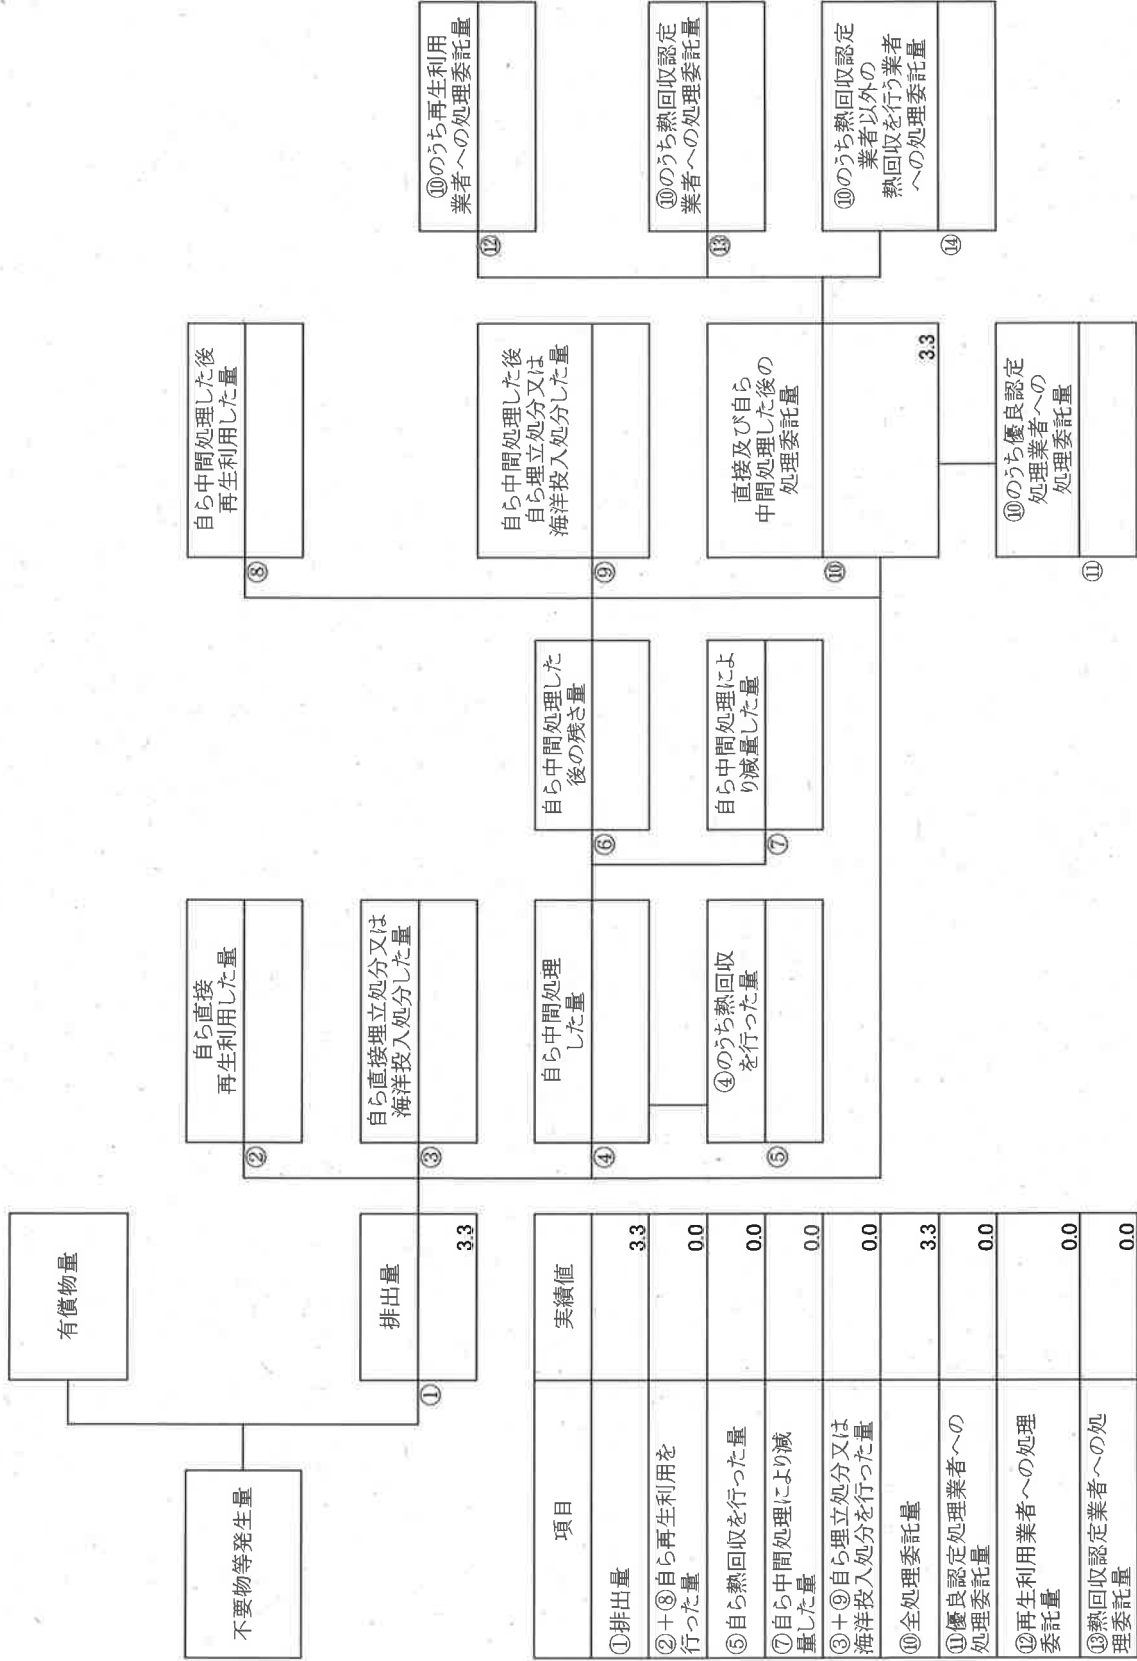 不要物等発生量
有償物量
排出量
①
3.3
自ら直接
再生利用した量
②
自ら直接埋立処分又は
海洋投入処分した量
③
自ら中間処理
した量
④
④のうち熱回収
を行った量
⑤
自ら中間処理した
後の残さ量
⑥
自ら中間処理によ
り減量した量
⑦
自ら中間処理した後
再生利用した量
⑧
自ら中間処理した後
自ら埋立処分又は
海洋投入処分した量
⑨
直接及び自ら
中間処理した後の
処理委託量
⑩
3.3
⑩のうち優良認定
処理業者への
処理委託量
⑪
⑩のうち再生利用
業者への処理委託量
⑫
⑩のうち熱回収認定
業者への処理委託量
⑬
⑩のうち熱回収認定
業者以外の
熱回収を行う業者
への処理委託量
⑭
項目
実績値
①排出量
3.3
②＋⑧自ら再生利用を
行った量
0.0
⑤自ら熱回収を行った量
0.0
⑦自ら中間処理により減
量した量
0.0
③＋⑨自ら埋立処分又は
海洋投入処分を行った量
0.0
⑩全処理委託量
3.3
⑪優良認定処理業者への
処理委託量
0.0
⑫再生利用業者への処理
委託量
0.0
⑬熱回収認定業者への処
理委託量
0.0